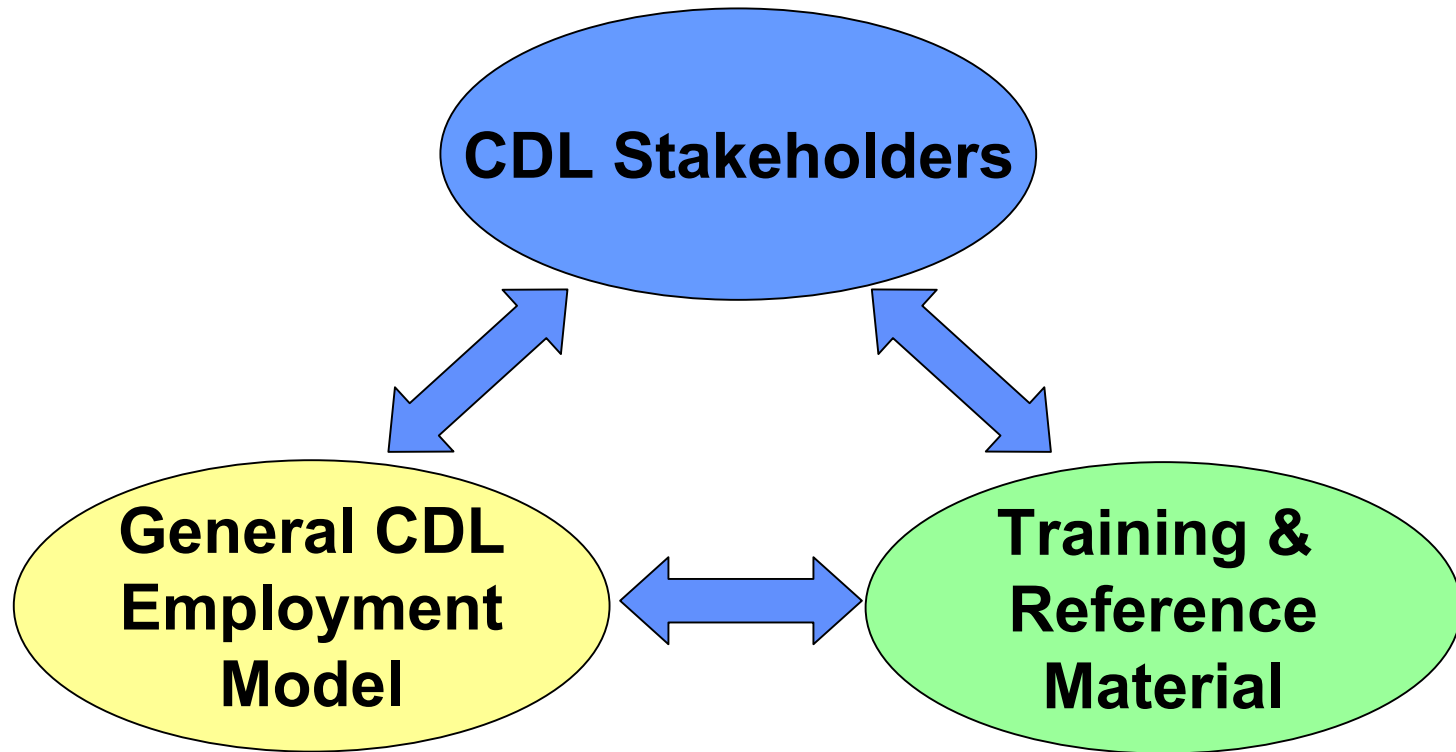 CDL Stakeholders
General CDL
Employment
Model
Training &
Reference
Material